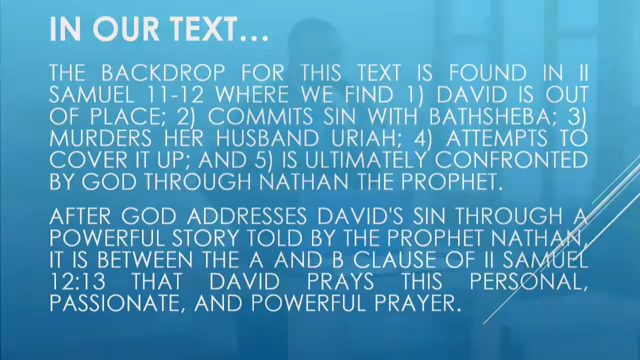 IN OUR TEXT…
THE BACKDROP FOR THIS TEXT IS FOUND IN II
SAMUEL 11-12 WHERE WE FIND 1) DAVID IS OUT
OF PLACE; 2) COMMITS SIN WITH BATHSHEBA; 3)
MURDERS HER HUSBAND URIAH; 4) ATTEMPTS TO
COVER IT UP; AND 5) IS ULTIMATELY CONFRONTED
BY GOD THROUGH NATHAN THE PROPHET.
AFTER GOD ADDRESSES DAVID'S SIN THROUGH A
POWERFUL STORY TOLD BY THE PROPHET NATHAN,
IT IS BETWEEN THE A AND B CLAUSE OF II SAMUEL
12:13 THAT DAVID PRAYS THIS PERSONAL,
PASSIONATE, AND POWERFUL PRAYER.